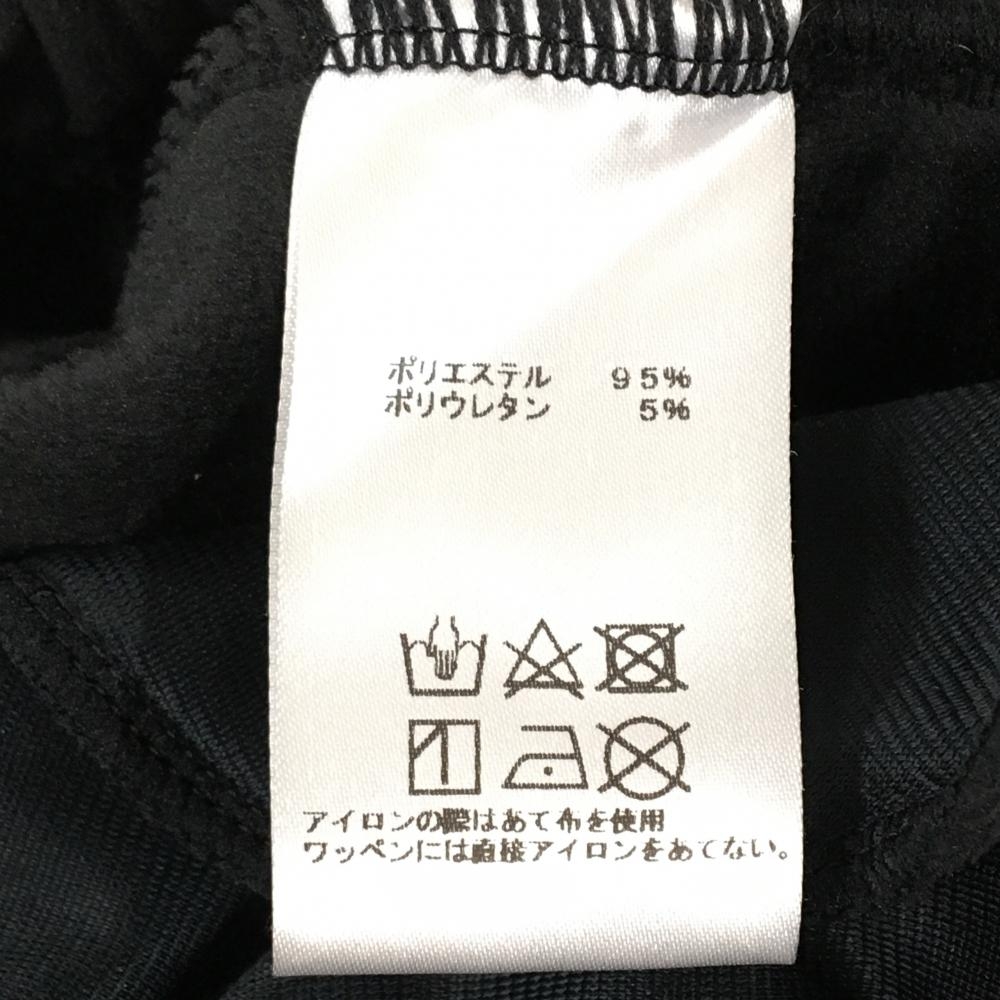 ポリエステル 95%
ポリウレタン 5%
アイロンの際はあて布を使用
ワッペンには直接アイロンをあてない。